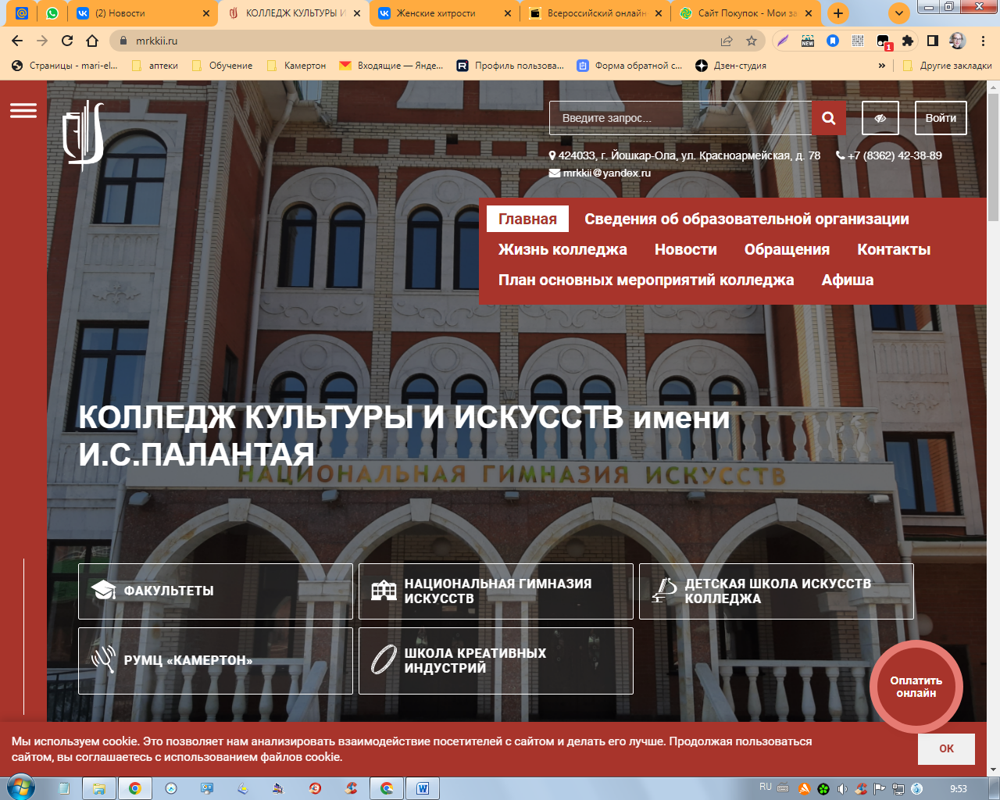 (2) Новости
КОЛЛЕДЖ КУЛЬТУРЫ И
Женские хитрости
Всероссийский онлайн
Сайт Покупок - Мои за
mrkkii.ru
NEW
1
Страницы - mari-el...
аптеки
Обучение
Камертон
Входящие — Янде...
Профиль пользова...
Форма обратной с...
Дзен-студия
»
Другие закладки
Введите запрос...
Войти
424033, г. Йошкар-Ола, ул. Красноармейская, д. 78
+7 (8362) 42-38-89
mrkkii@yandex.ru
Главная
Сведения об образовательной организации
Жизнь колледжа
Новости
Обращения
Контакты
План основных мероприятий колледжа
Афиша
КОЛЛЕДЖ КУЛЬТУРЫ И ИСКУССТВ имени
И.С.ПАЛАНТАЯ
НАЦИОНАЛЬНАЯ ГИМНАЗИЯ ИСКУССТВ
ФАКУЛЬТЕТЫ
НАЦИОНАЛЬНАЯ ГИМНАЗИЯ
ИСКУССТВ
ДЕТСКАЯ ШКОЛА ИСКУССТВ
КОЛЛЕДЖА
РУМЦ «КАМЕРТОН»
ШКОЛА КРЕАТИВНЫХ
ИНДУСТРИЙ
Оплатить
онлайн
Мы используем cookie. Это позволяет нам анализировать взаимодействие посетителей с сайтом и делать его лучше. Продолжая пользоваться
сайтом, вы соглашаетесь с использованием файлов cookie.
ОК
RU
9:53